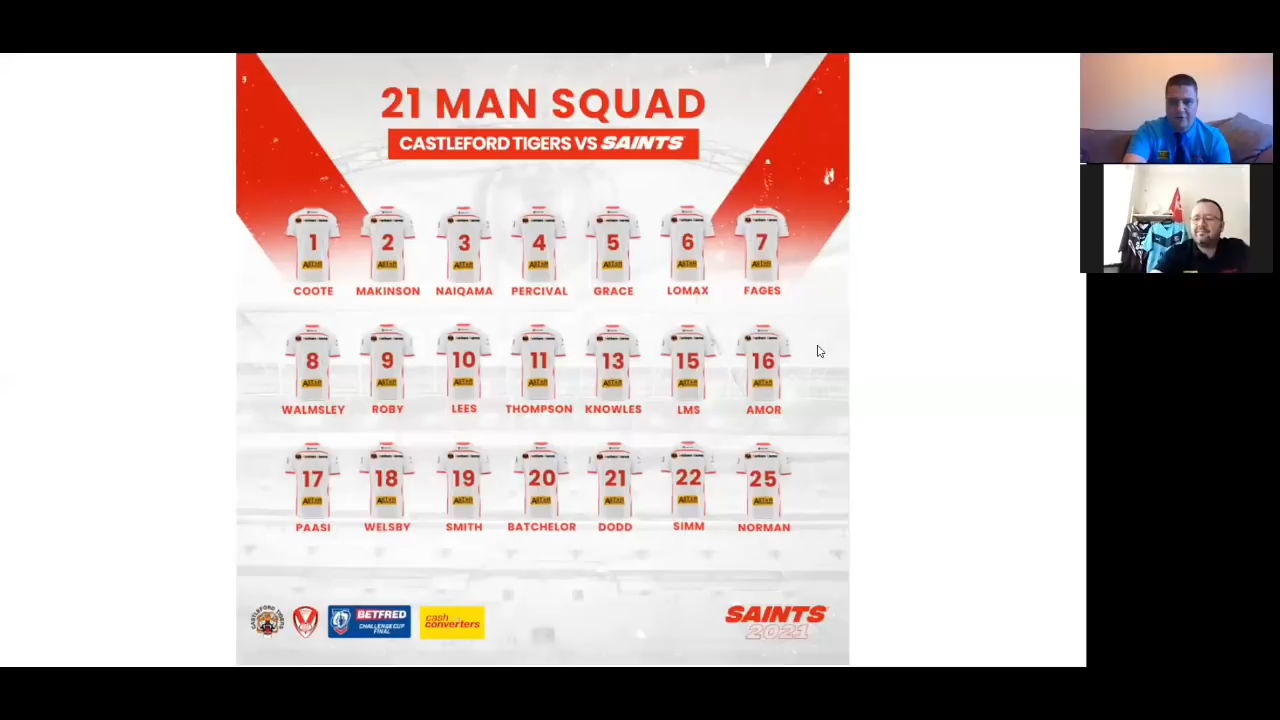 21 MAN SQUAD
CASTLEFORD TIGERS VS SAINTS
1 2 3 4 5 6 7
COOTE MAKINSON NAIQAMA PERCIVAL GRACE LOMAX FAGES
8 9 10 11 13 15 16
WALMSLEY ROBY LEES THOMPSON KNOWLES LMS AMOR
17 18 19 20 21 22 25
PAASI WELSBY SMITH BATCHELOR DODD SIMM NORMAN
CASTLEFORD TIGERS
BETFRED
CHALLENGE CUP
FINAL
cash
converters
SAINTS
2021